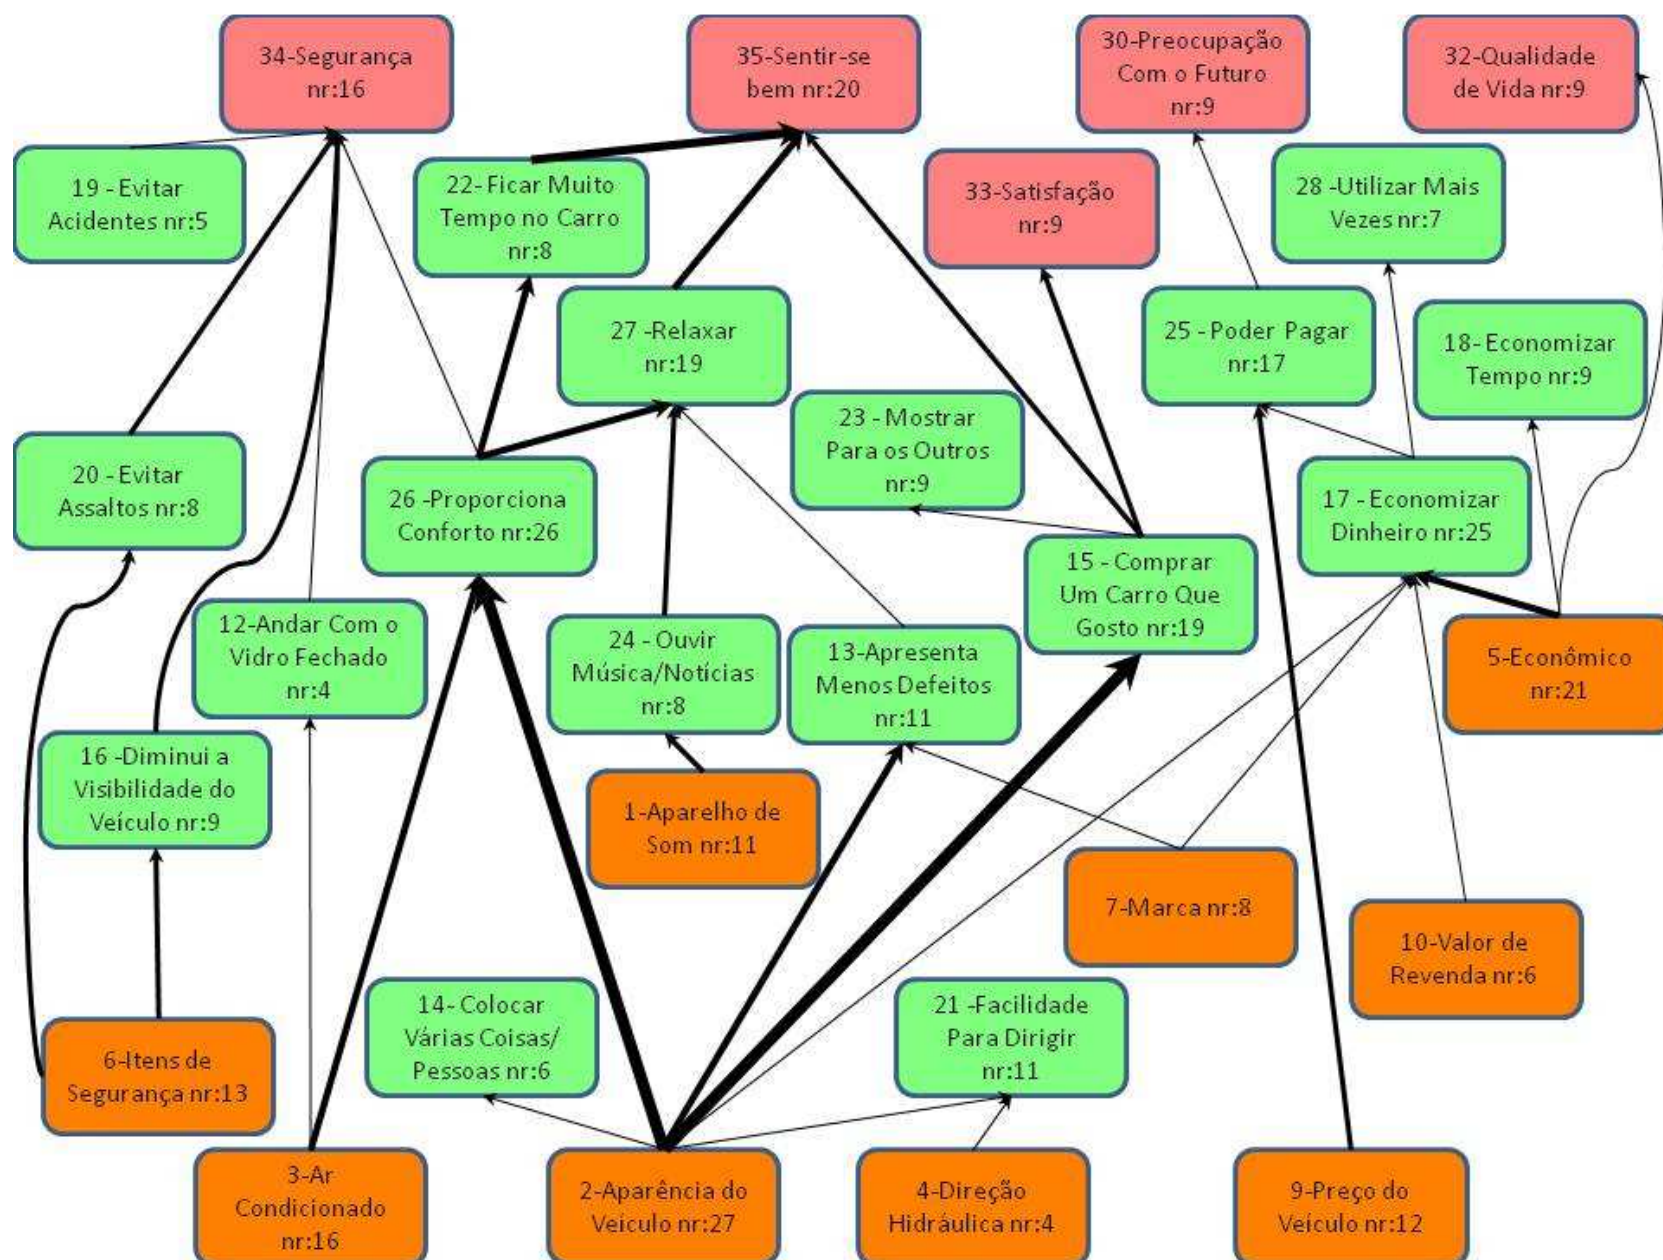 34-Segurança
nr:16
35-Sentir-se
bem nr:20
30-Preocupação
Com o Futuro
nr:9
32-Qualidade
de Vida nr:9
19 - Evitar
Acidentes nr:5
22- Ficar Muito
Tempo no Carro
nr:8
33-Satisfação
nr:9
28 -Utilizar Mais
Vezes nr:7
27 -Relaxar
nr:19
25 - Poder Pagar
nr:17
18- Economizar
Tempo nr:9
23 - Mostrar
Para os Outros
nr:9
20 - Evitar
Assaltos nr:8
26 -Proporciona
Conforto nr:26
17 - Economizar
Dinheiro nr:25
15 - Comprar
Um Carro Que
Gosto nr:19
12-Andar Com o
Vidro Fechado
nr:4
24 - Ouvir
Música/Notícias
nr:8
13-Apresenta
Menos Defeitos
nr:11
5-Econômico
nr:21
16 -Diminui a
Visibilidade do
Veículo nr:9
1-Aparelho de
Som nr:11
7-Marca nr:8
10-Valor de
Revenda nr:6
14- Colocar
Várias Coisas/
Pessoas nr:6
21 -Facilidade
Para Dirigir
nr:11
6-Itens de
Segurança nr:13
3-Ar
Condicionado
nr:16
2-Aparência do
Veículo nr:27
4-Direção
Hidráulica nr:4
9-Preço do
Veículo nr:12